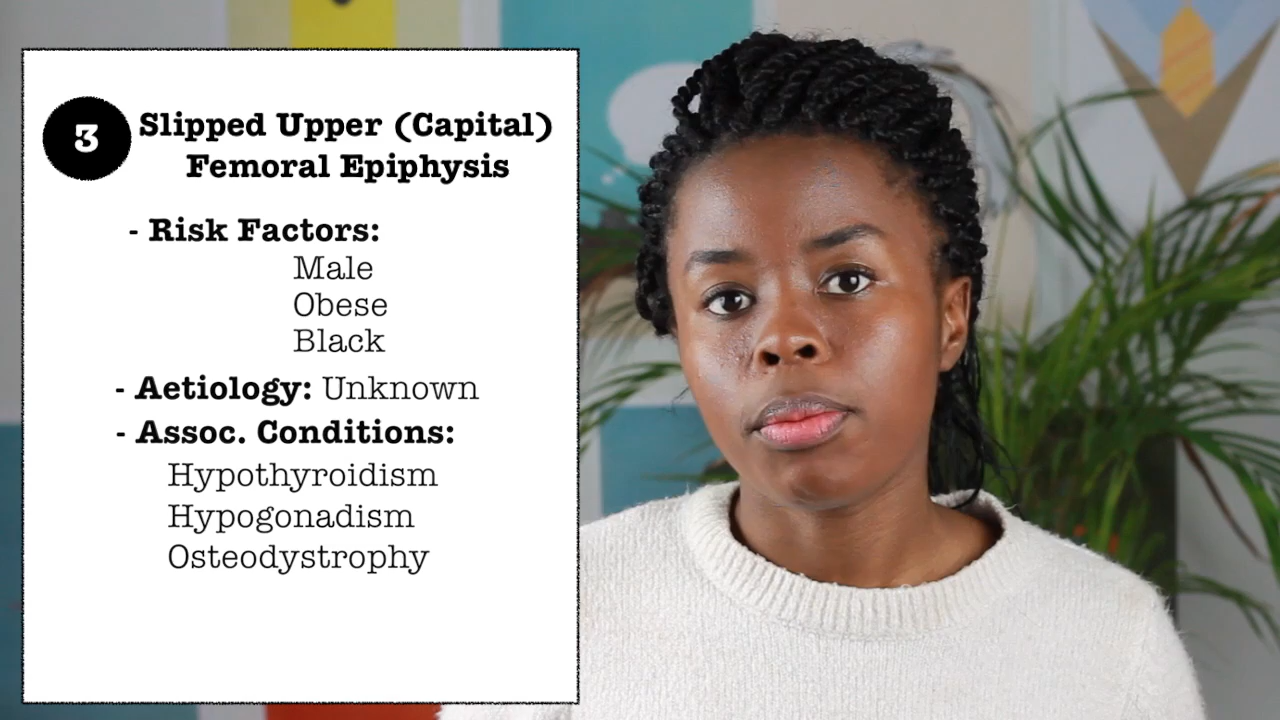 3
Slipped Upper (Capital)
Femoral Epiphysis
- Risk Factors:
Male
Obese
Black
- Aetiology: Unknown
- Assoc. Conditions:
Hypothyroidism
Hypogonadism
Osteodystrophy